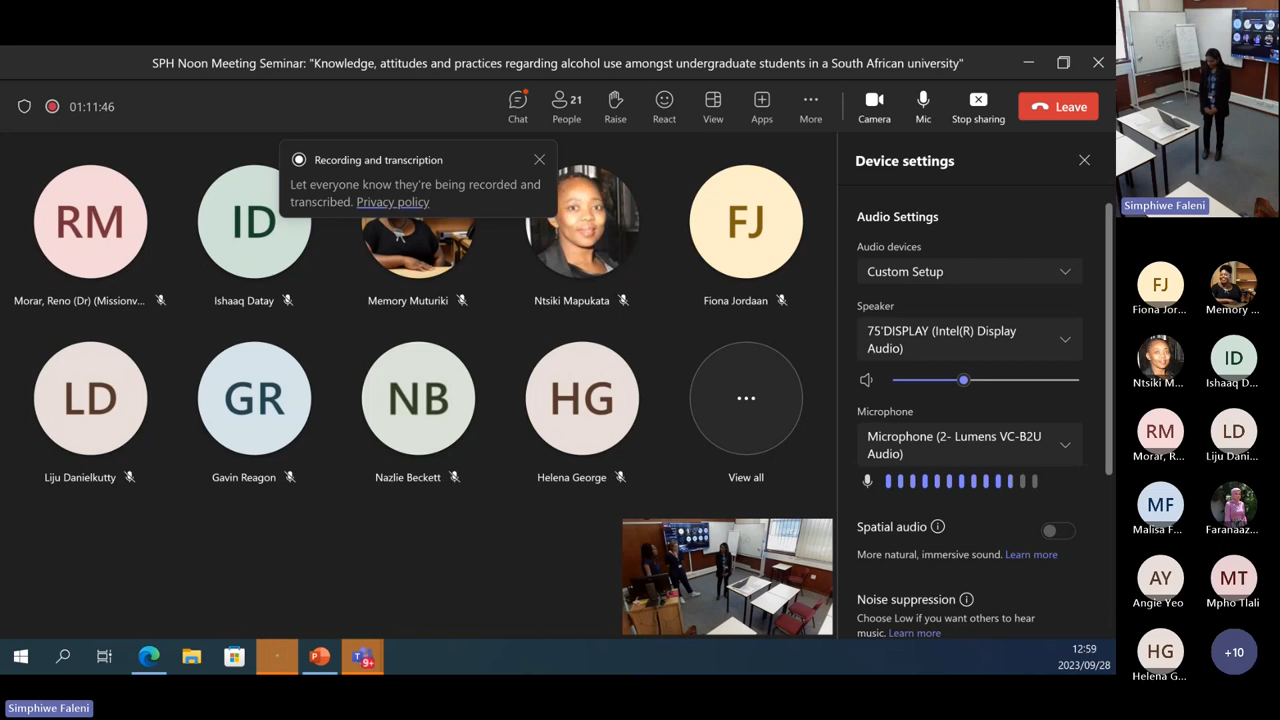 SPH Noon Meeting Seminar: "Knowledge, attitudes and practices regarding alcohol use amongst undergraduate students in a South African university"
01:11:46
Chat
21
People
Raise
React
View
Apps
More
Camera
Mic
Stop sharing
Leave
Recording and transcription
Let everyone know they're being recorded and
transcribed. Privacy policy
RM
ID
FJ
Morar, Reno (Dr) (Missionv...
Ishaaq Datay
Memory Muturiki
Ntsiki Mapukata
Fiona Jordaan
LD
GR
NB
HG
Liju Danielkutty
Gavin Reagon
Nazlie Beckett
Helena George
View all
Device settings
Audio Settings
Audio devices
Custom Setup
Speaker
75'DISPLAY (Intel(R) Display
Audio)
Microphone
Microphone (2- Lumens VC-B2U
Audio)
Spatial audio
More natural, immersive sound. Learn more
Noise suppression
Choose Low if you want others to hear
music. Learn more
9+
12:59
2023/09/28
Simphiwe Faleni
FJ
Fiona Jor...
Memory ...
Ntsiki M...
ID
Ishaaq D...
RM
Morar, R...
LD
Liju Dani...
MF
Malisa F...
Faranaaz...
AY
Angie Yeo
MT
Mpho Tlali
HG
Helena G...
+10
Simphiwe Faleni